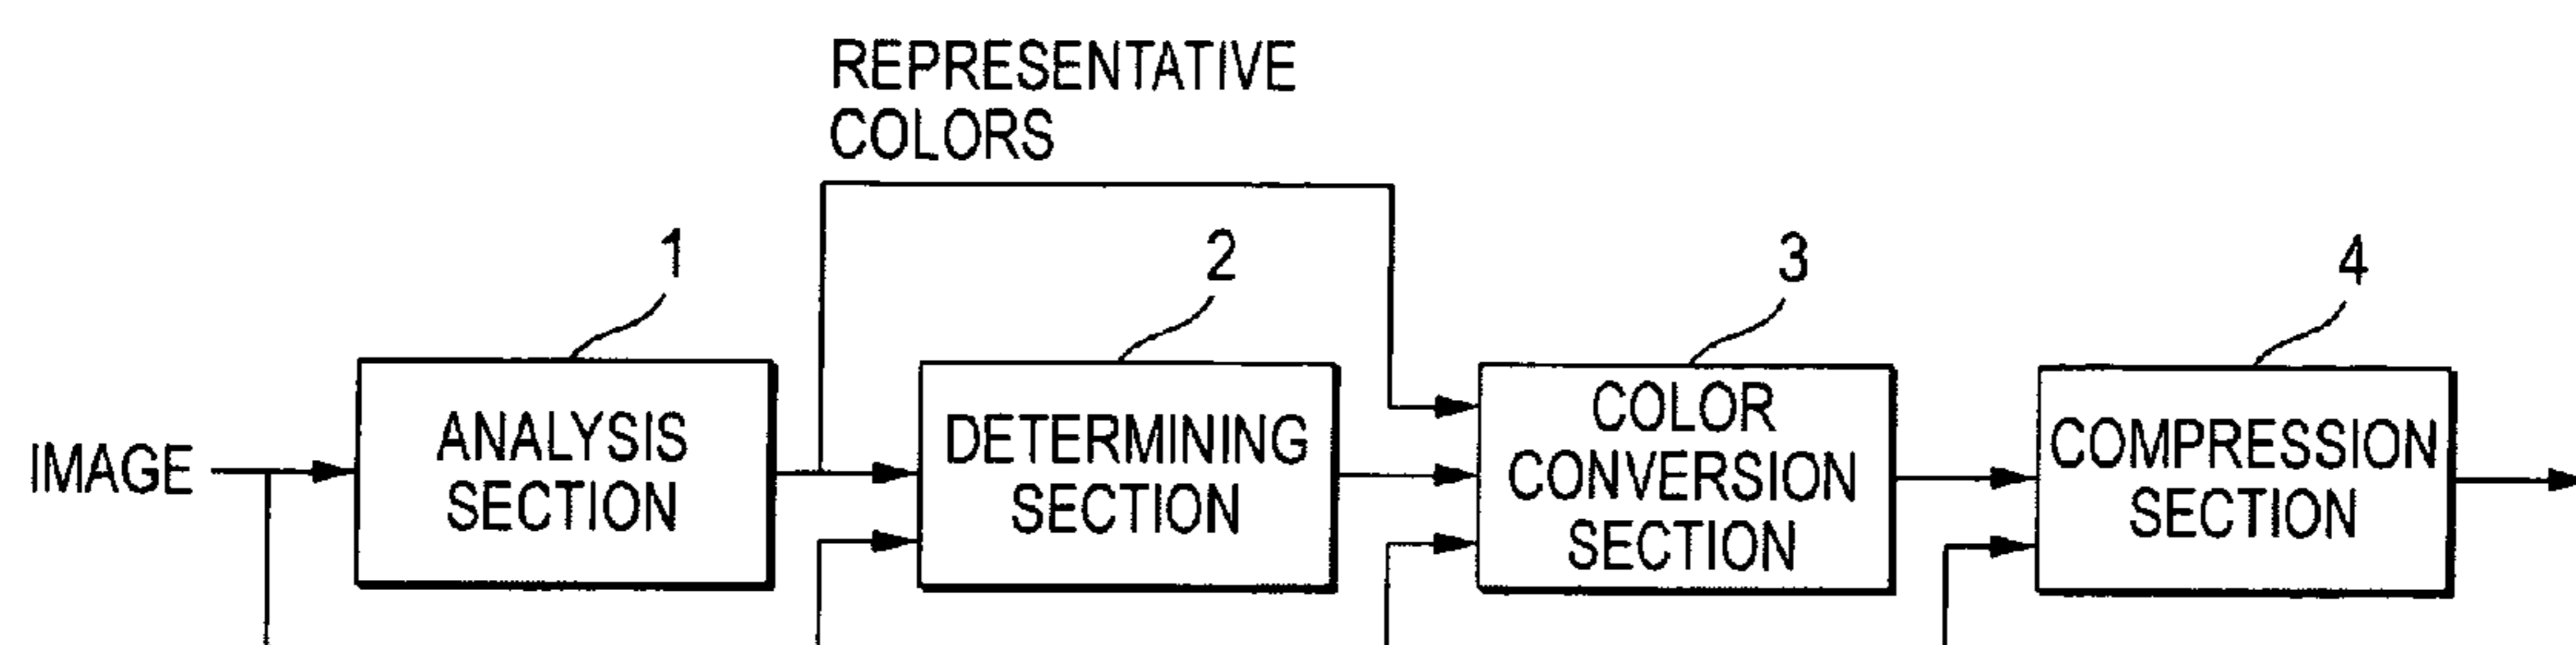 REPRESENTATIVE
COLORS
1
2
3
4
IMAGE
ANALYSIS
SECTION
DETERMINING
SECTION
COLOR
CONVERSION
SECTION
COMPRESSION
SECTION